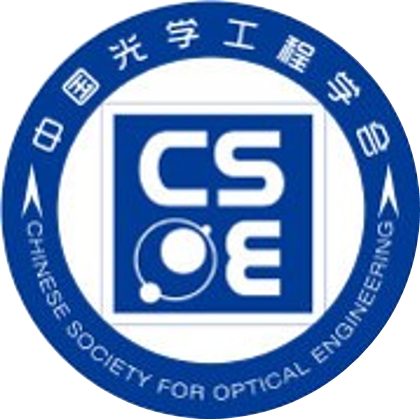 中国光学工程学会
CS
OE
CHINESE SOCIETY FOR OPTICAL ENGINEERING